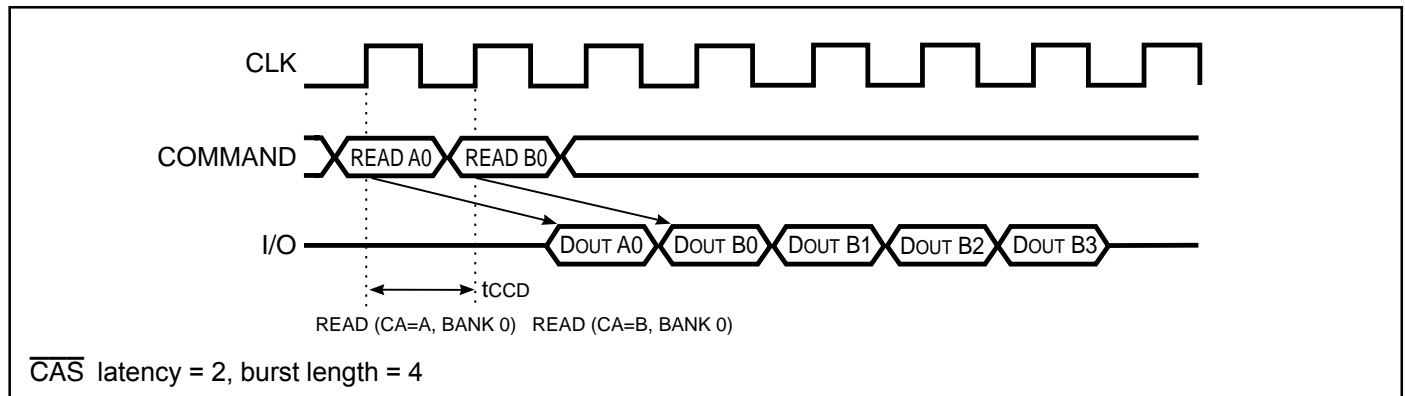 CLK
COMMAND READ A0 READ B0
I/O DOUT A0 DOUT B0 DOUT B1 DOUT B2 DOUT B3
tCCD
READ (CA=A, BANK 0) READ (CA=B, BANK 0)
CAS latency = 2, burst length = 4